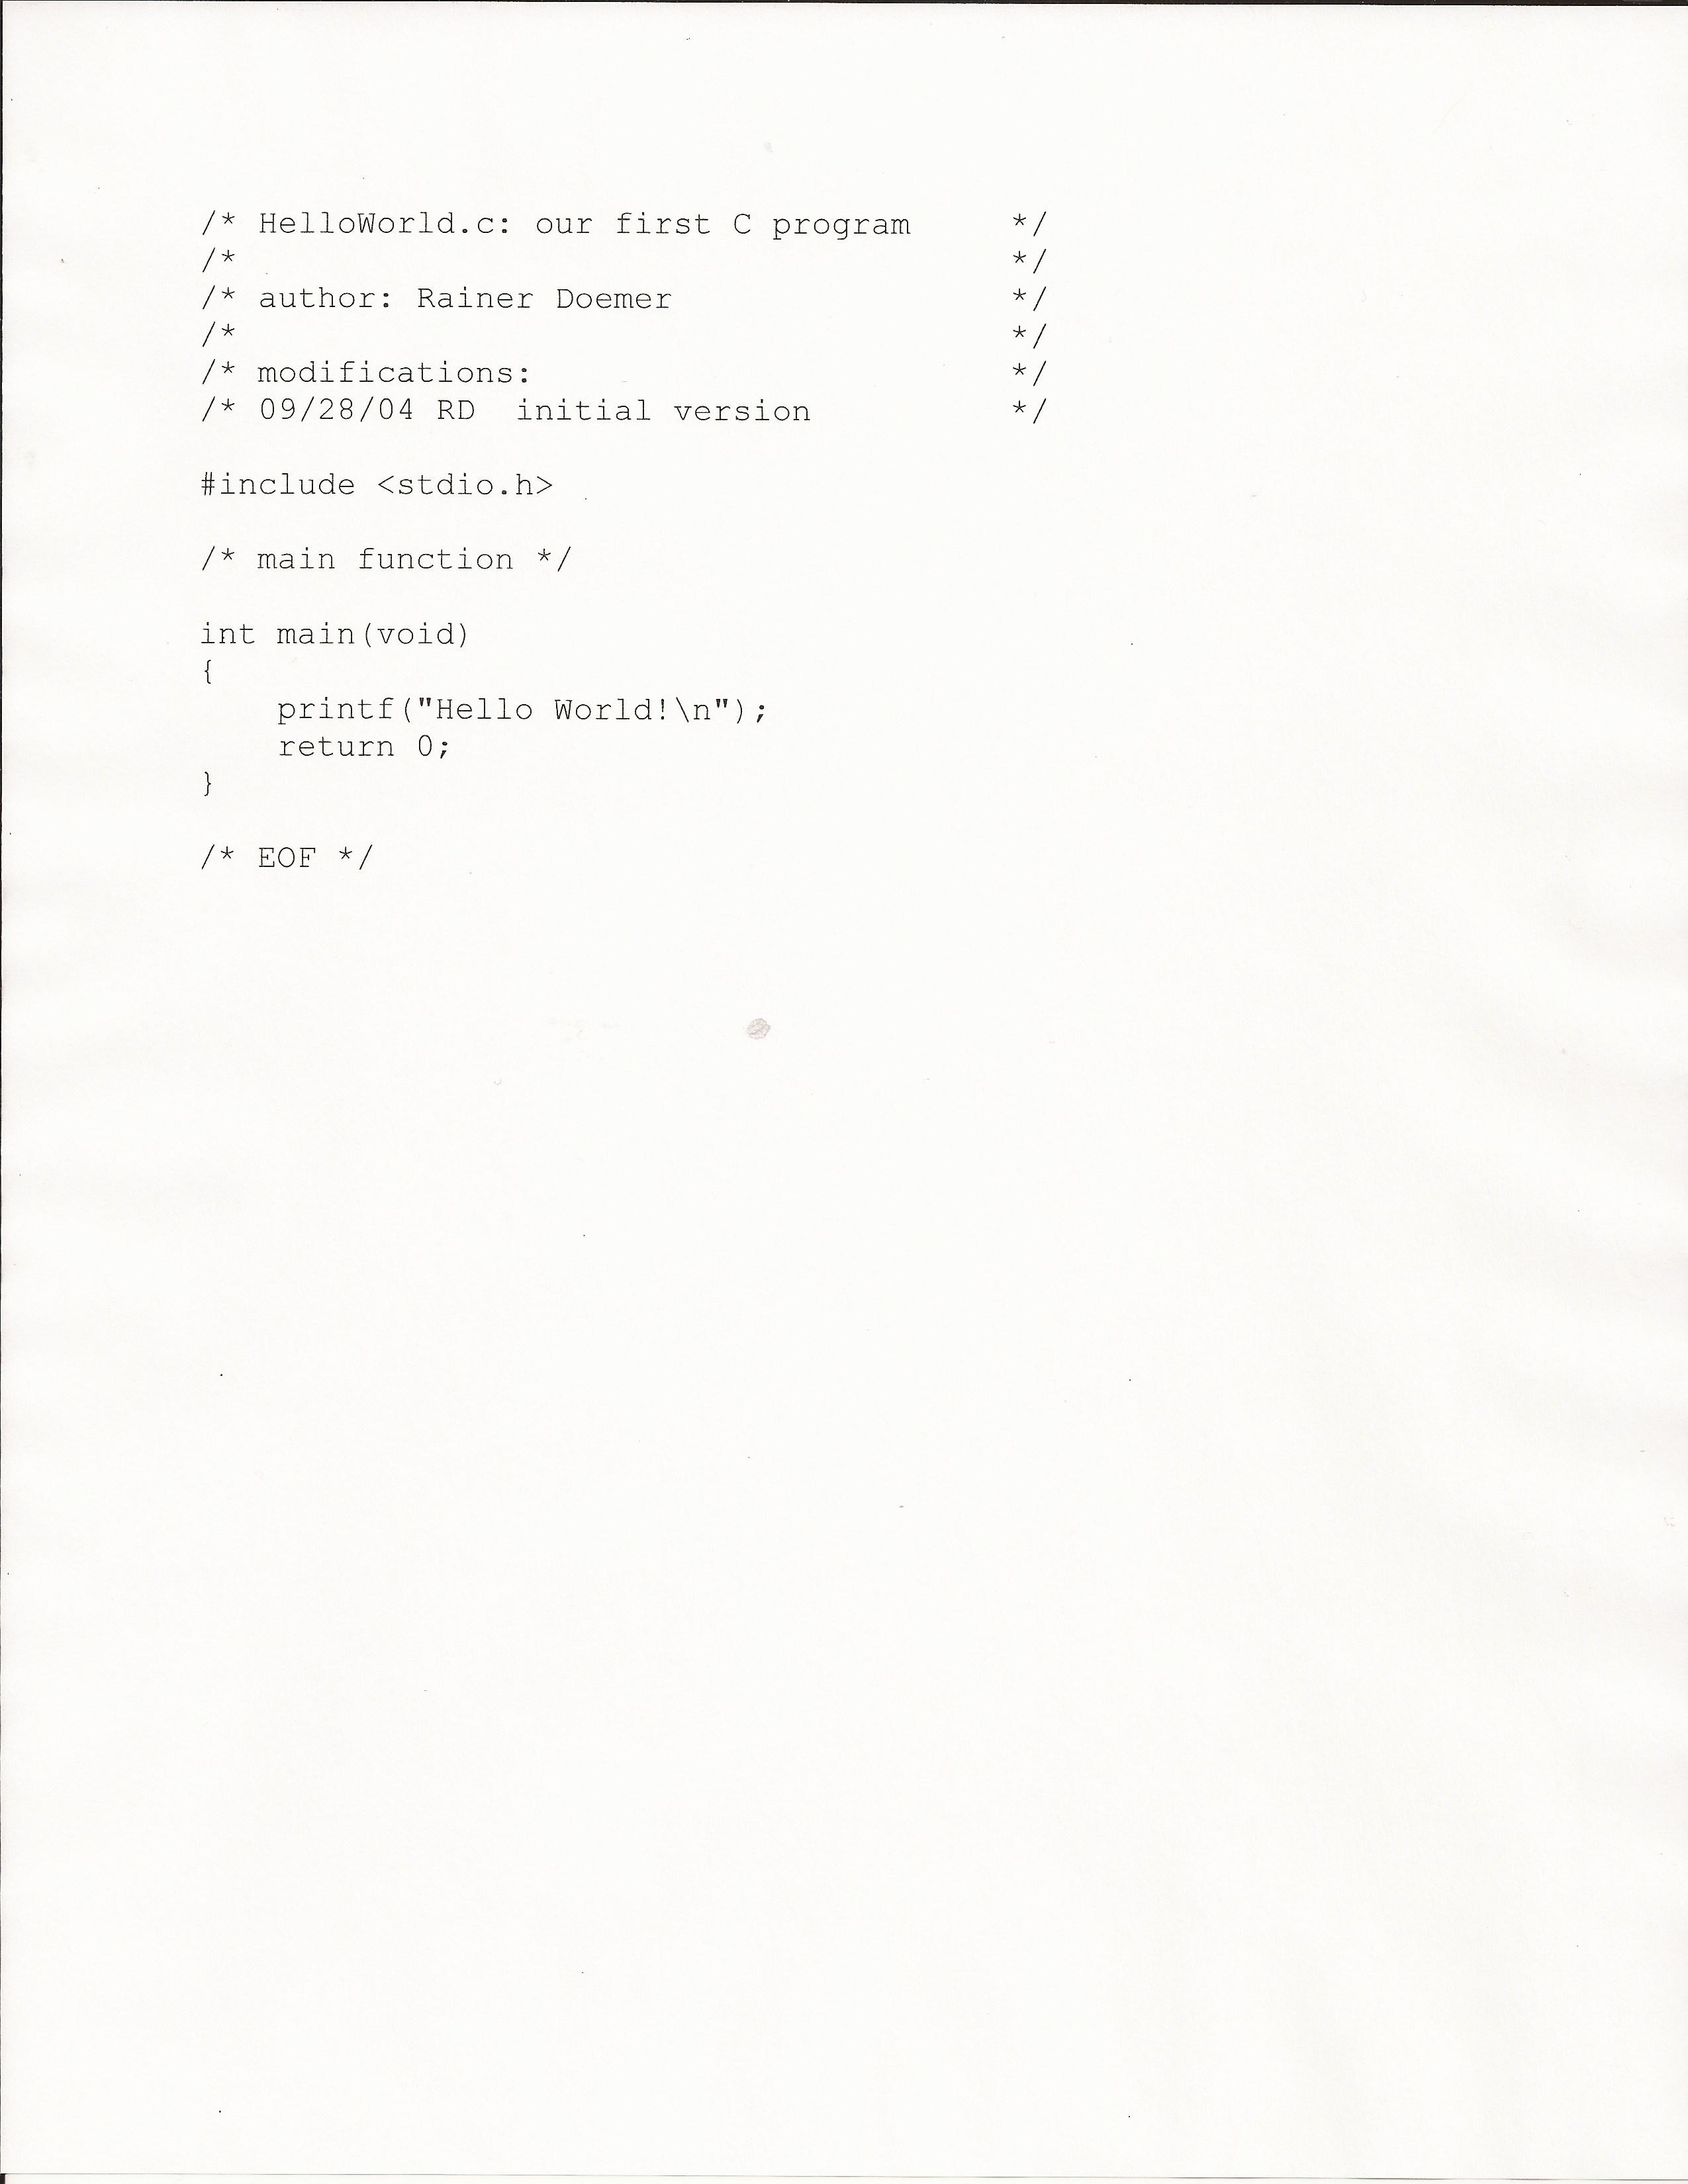 /* HelloWorld.c: our first C program     */
/*                                       */
/* author: Rainer Doemer                 */
/*                                       */
/* modifications:                        */
/* 09/28/04 RD  initial version          */

#include <stdio.h>

/* main function */

int main(void)
{
    printf("Hello World!\n");
    return 0;
}

/* EOF */